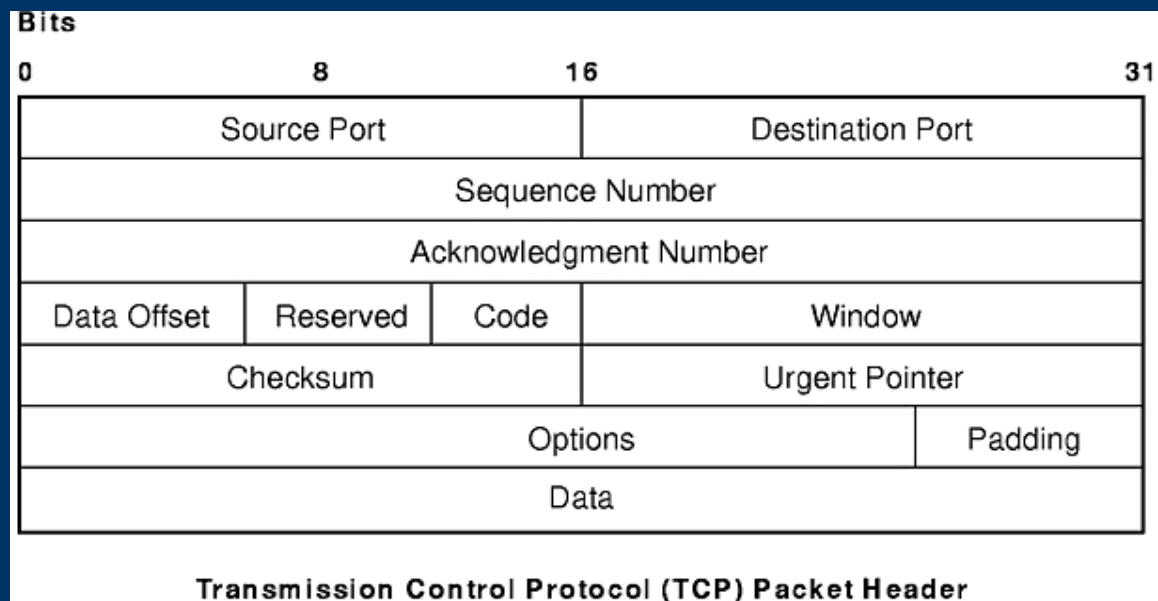 Bits
0 8 16 31
Source Port Destination Port
Sequence Number
Acknowledgment Number
Data Offset Reserved Code Window
Checksum Urgent Pointer
Options Padding
Data
Transmission Control Protocol (TCP) Packet Header